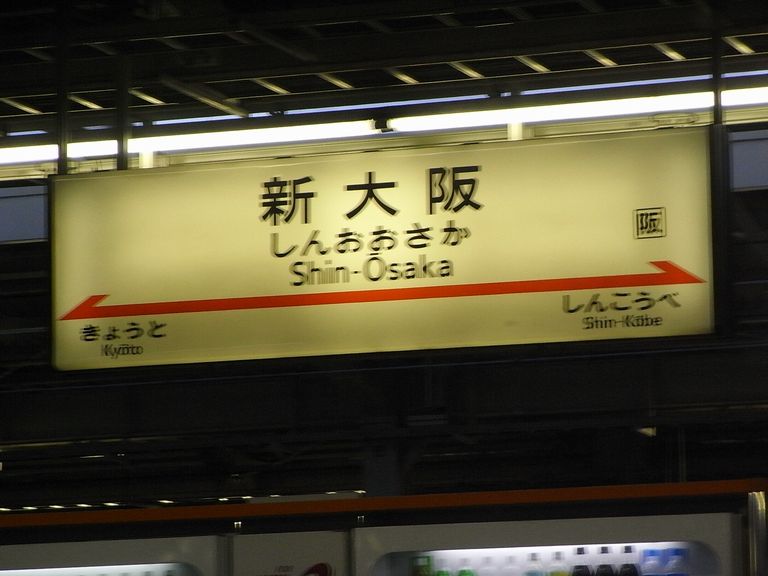 新大阪
阪
しんおおさか
Shin-Ōsaka
きょうと
Kyōto
しんこうべ
Shin-Kōbe